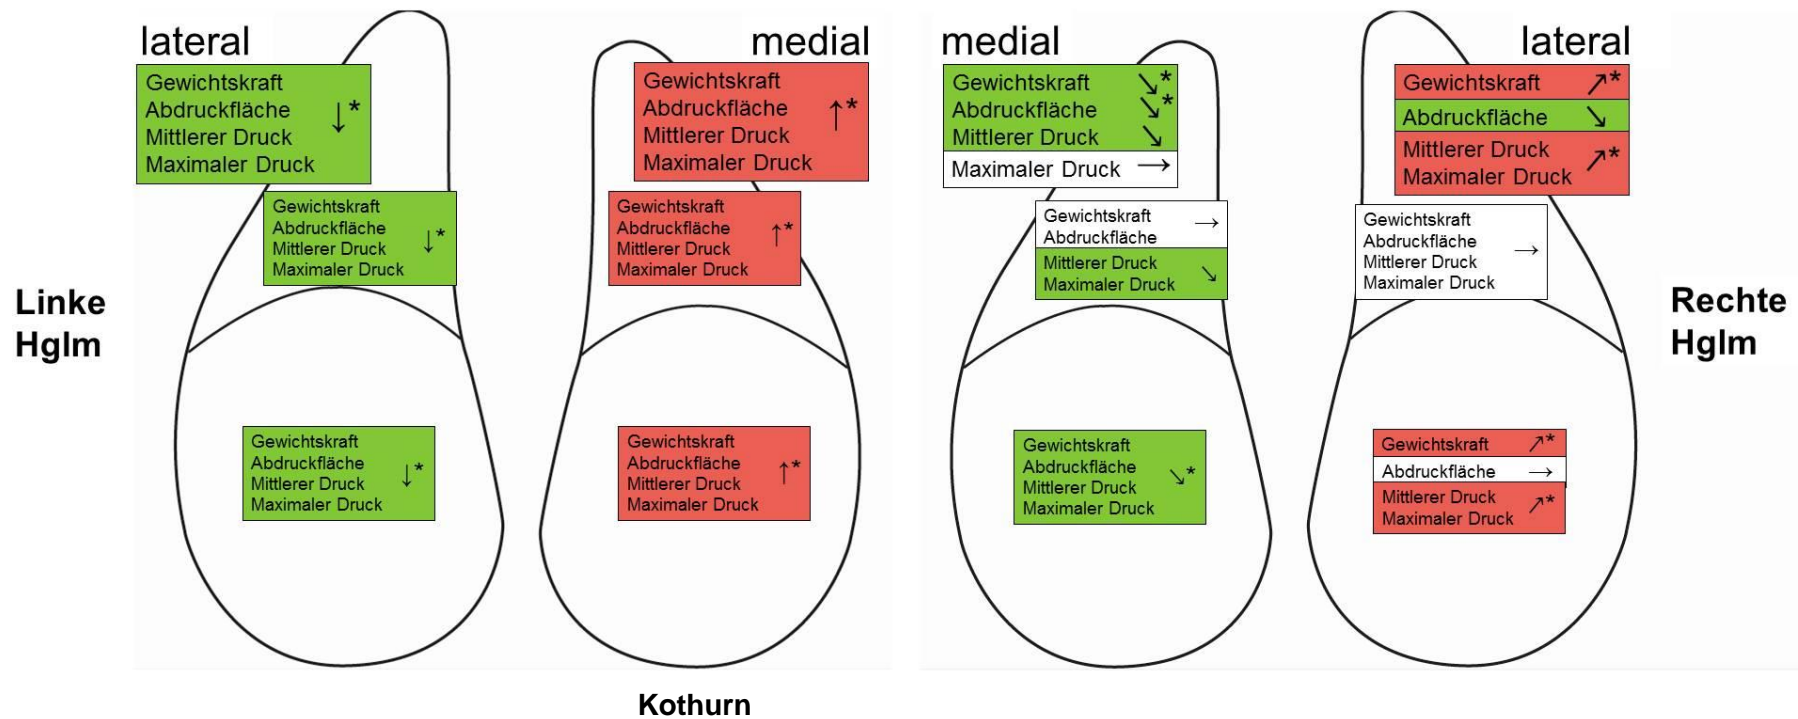 lateral
Gewichtskraft
Abdruckfläche
Mittlerer Druck
Maximaler Druck
↓*
Gewichtskraft
Abdruckfläche
Mittlerer Druck
Maximaler Druck
↓*
Gewichtskraft
Abdruckfläche
Mittlerer Druck
Maximaler Druck
↓*
Linke
Hglm
medial
Gewichtskraft
Abdruckfläche
Mittlerer Druck
Maximaler Druck
↑*
Gewichtskraft
Abdruckfläche
Mittlerer Druck
Maximaler Druck
↑*
Gewichtskraft
Abdruckfläche
Mittlerer Druck
Maximaler Druck
↑*
medial
Gewichtskraft ↘*
Abdruckfläche ↘*
Mittlerer Druck ↘
Maximaler Druck →
Gewichtskraft →
Abdruckfläche
Mittlerer Druck
Maximaler Druck ↘
Gewichtskraft
Abdruckfläche
Mittlerer Druck
Maximaler Druck
↘*
lateral
Gewichtskraft ↗*
Abdruckfläche ↘
Mittlerer Druck
Maximaler Druck ↗*
Gewichtskraft
Abdruckfläche
Mittlerer Druck
Maximaler Druck
→
Gewichtskraft ↗*
Abdruckfläche →
Mittlerer Druck
Maximaler Druck ↗*
Rechte
Hglm
Kothurn